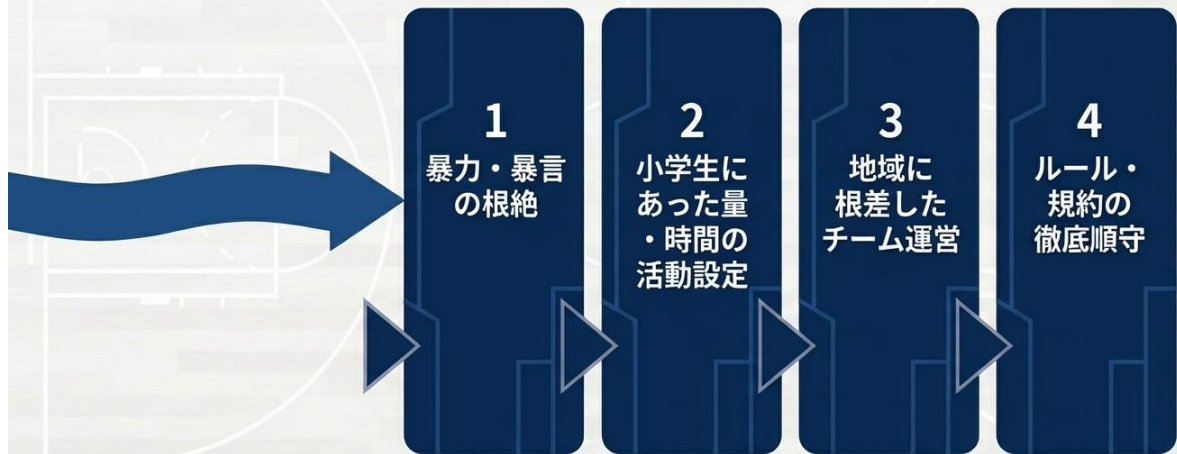 1
暴力・暴言
の根絶
2
小学生に
あった量
・時間の
活動設定
3
地域に
根差した
チーム運営
4
ルール・
規約の
徹底順守